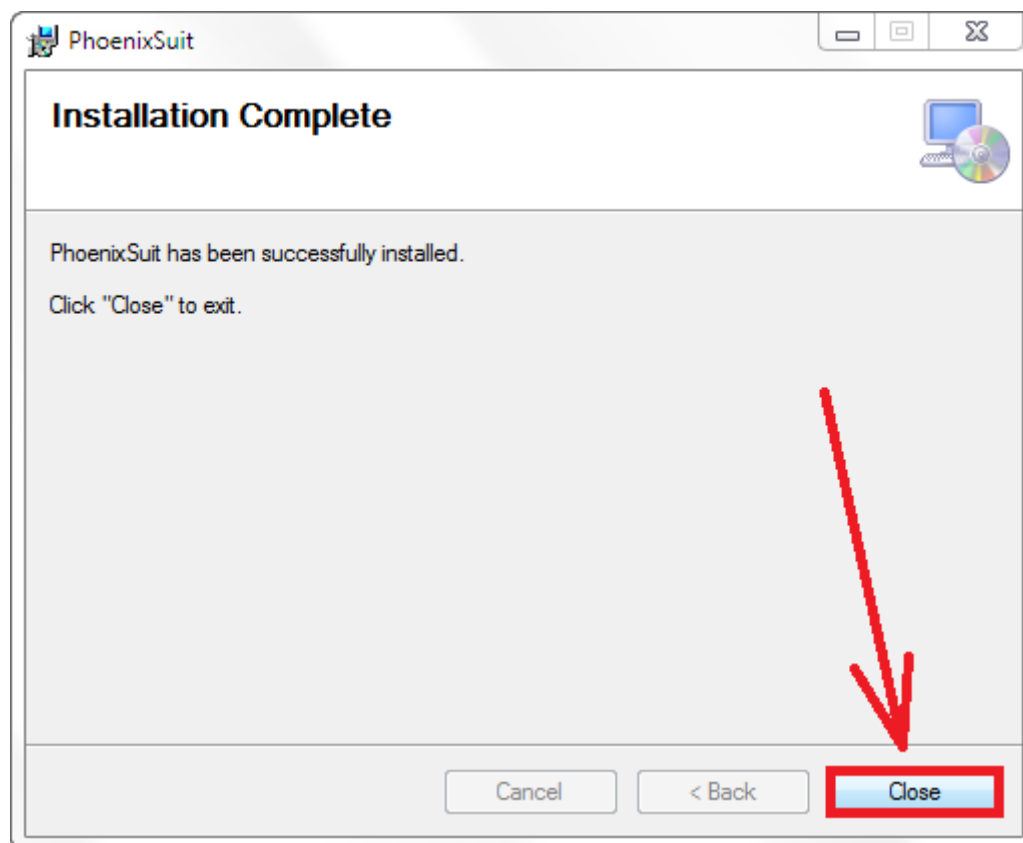 PhoenixSuit
Installation Complete
PhoenixSuit has been successfully installed.
Click "Close" to exit.
Cancel
< Back
Close